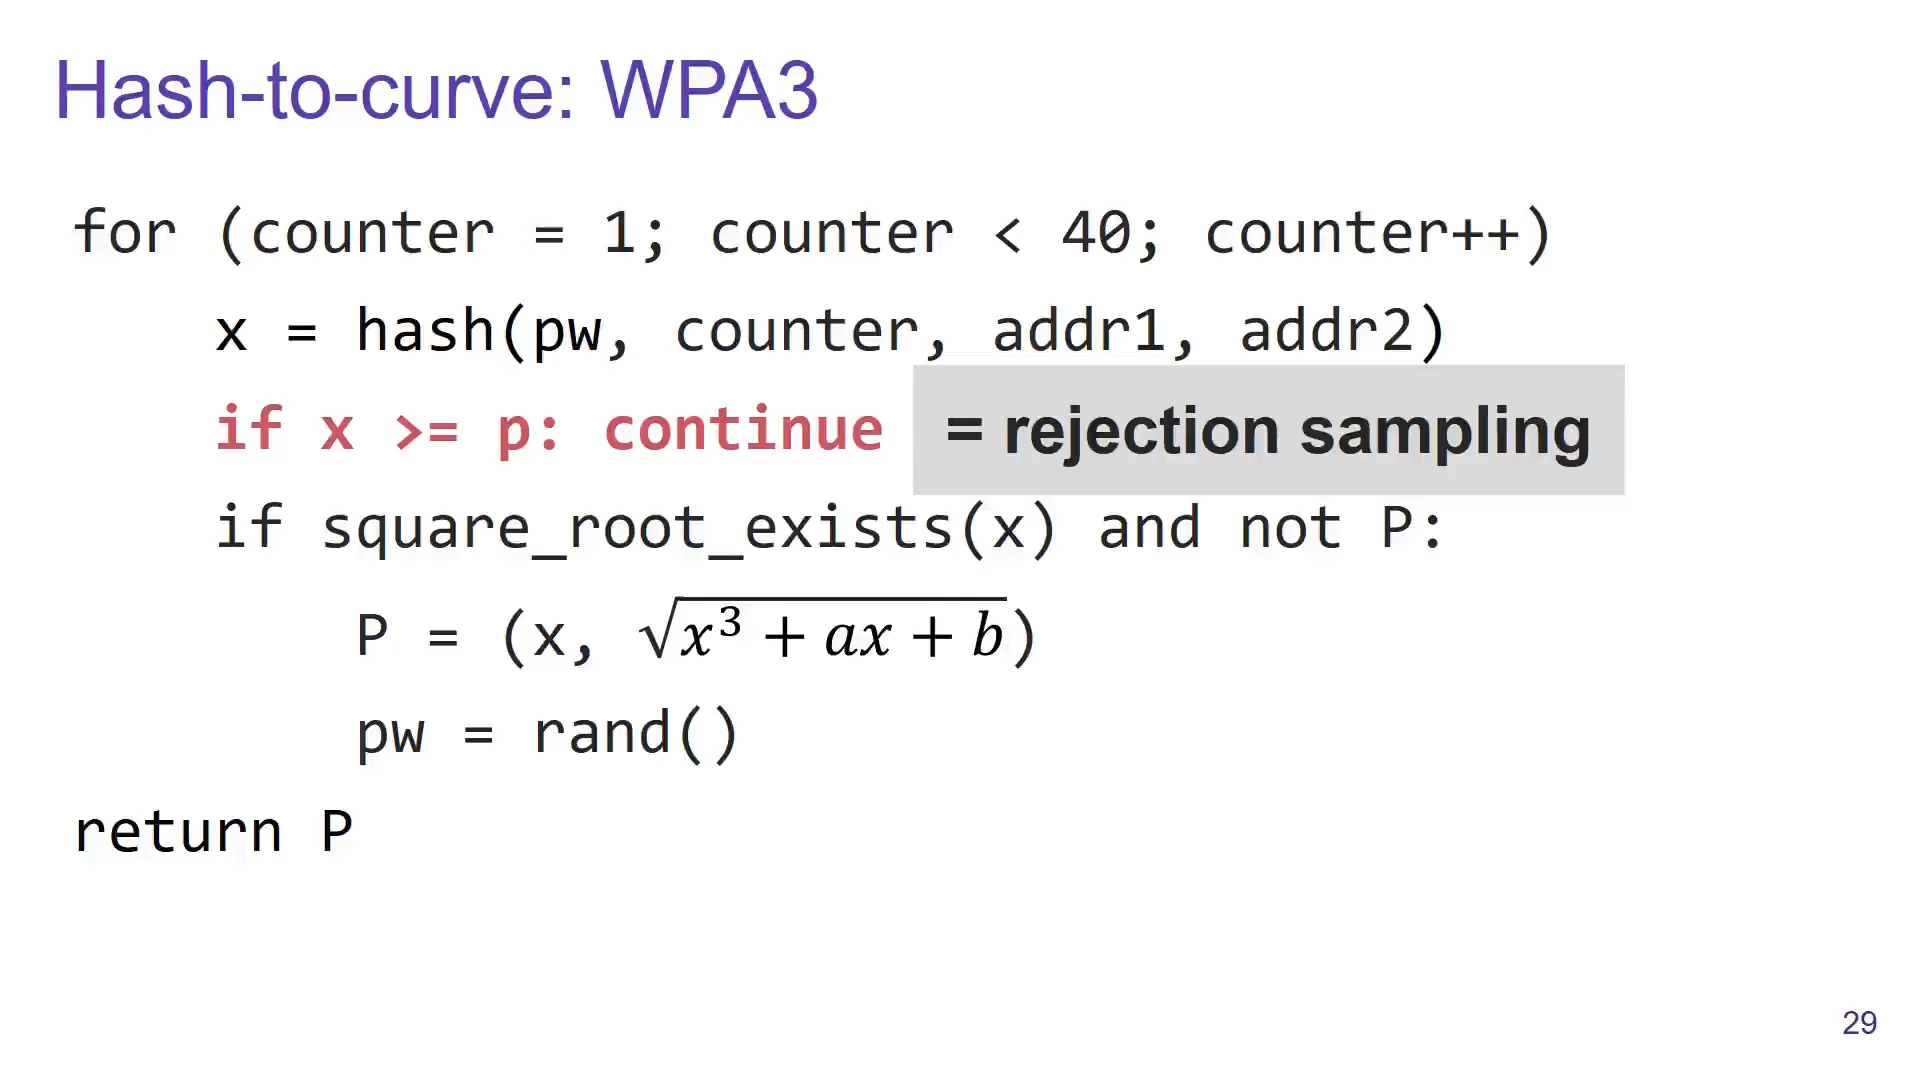 Hash-to-curve: WPA3
for (counter = 1; counter < 40; counter++)
x = hash(pw, counter, addr1, addr2)
if x >= p: continue = rejection sampling
if square_root_exists(x) and not P:
P = (x, √x³ + ax + b)
pw = rand()
return P
29